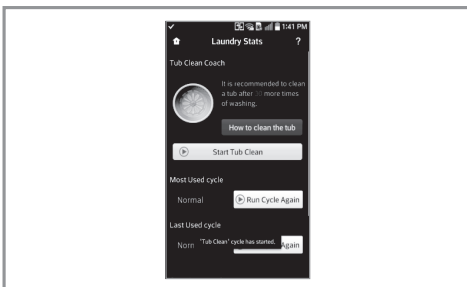 1:41 PM
Laundry Stats ?
Tub Clean Coach
It is recommended to clean
a tub after 30 more times
of washing.
How to clean the tub
Start Tub Clean
Most Used cycle
Normal Run Cycle Again
Last Used cycle
Norn Again
"Tub Clean" cycle has started.